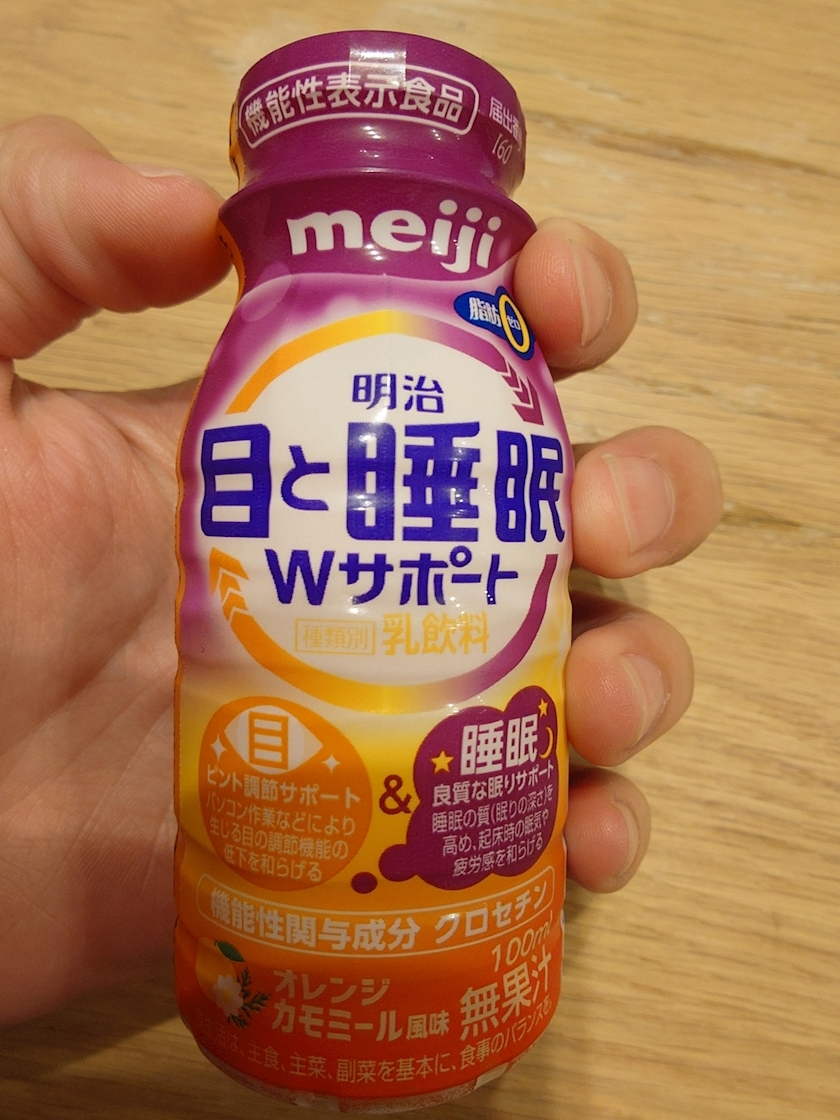 機能性表示食品
届出番
160
meiji
脂肪
ゼロ
明治
目と睡眠
Wサポート
種類別 乳飲料
目
ピント調節サポート
パソコン作業などにより
生じる目の調節機能の
低下を和らげる
&
睡眠
良質な眠りサポート
睡眠の質(眠りの深さ)を
高め、起床時の眠気や
疲労感を和らげる
機能性関与成分 クロセチン
100ml
オレンジ
カモミール風味
無果汁
は、主食、主菜、副菜を基本に、食事のバランスを。